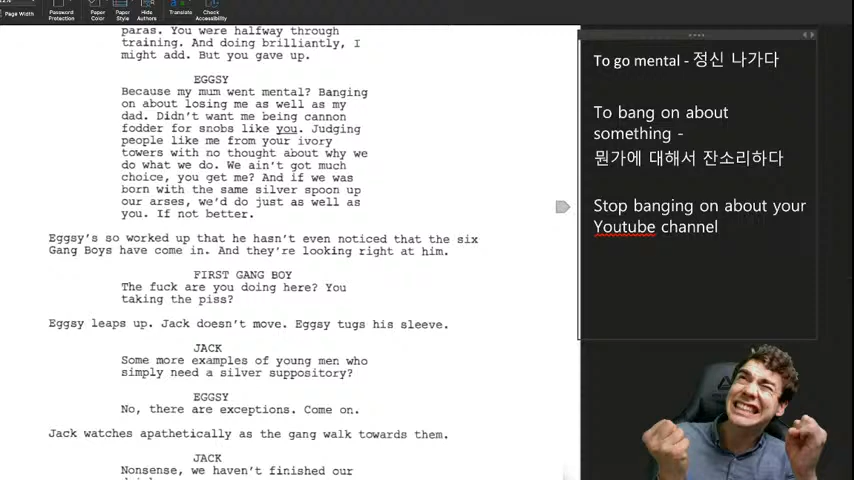 Page Width
Password
Protection
Paper
Color
Paper
Style
Hide
Authors
Translate
Check
Accessibility
paras. You were halfway through
training. And doing brilliantly, I
might add. But you gave up.
EGGSY
Because my mum went mental? Banging
on about losing me as well as my
dad. Didn't want me being cannon
fodder for snobs like you. Judging
people like me from your ivory
towers with no thought about why we
do what we do. We ain't got much
choice, you get me? And if we was
born with the same silver spoon up
our arses, we'd do just as well as
you. If not better.
Eggsy's so worked up that he hasn't even noticed that the six
Gang Boys have come in. And they're looking right at him.
FIRST GANG BOY
The fuck are you doing here? You
taking the piss?
Eggsy leaps up. Jack doesn't move. Eggsy tugs his sleeve.
JACK
Some more examples of young men who
simply need a silver suppository?
EGGSY
No, there are exceptions. Come on.
Jack watches apathetically as the gang walk towards them.
JACK
Nonsense, we haven't finished our
To go mental - 정신 나가다
To bang on about
something -
뭔가에 대해서 잔소리하다
Stop banging on about your
Youtube channel